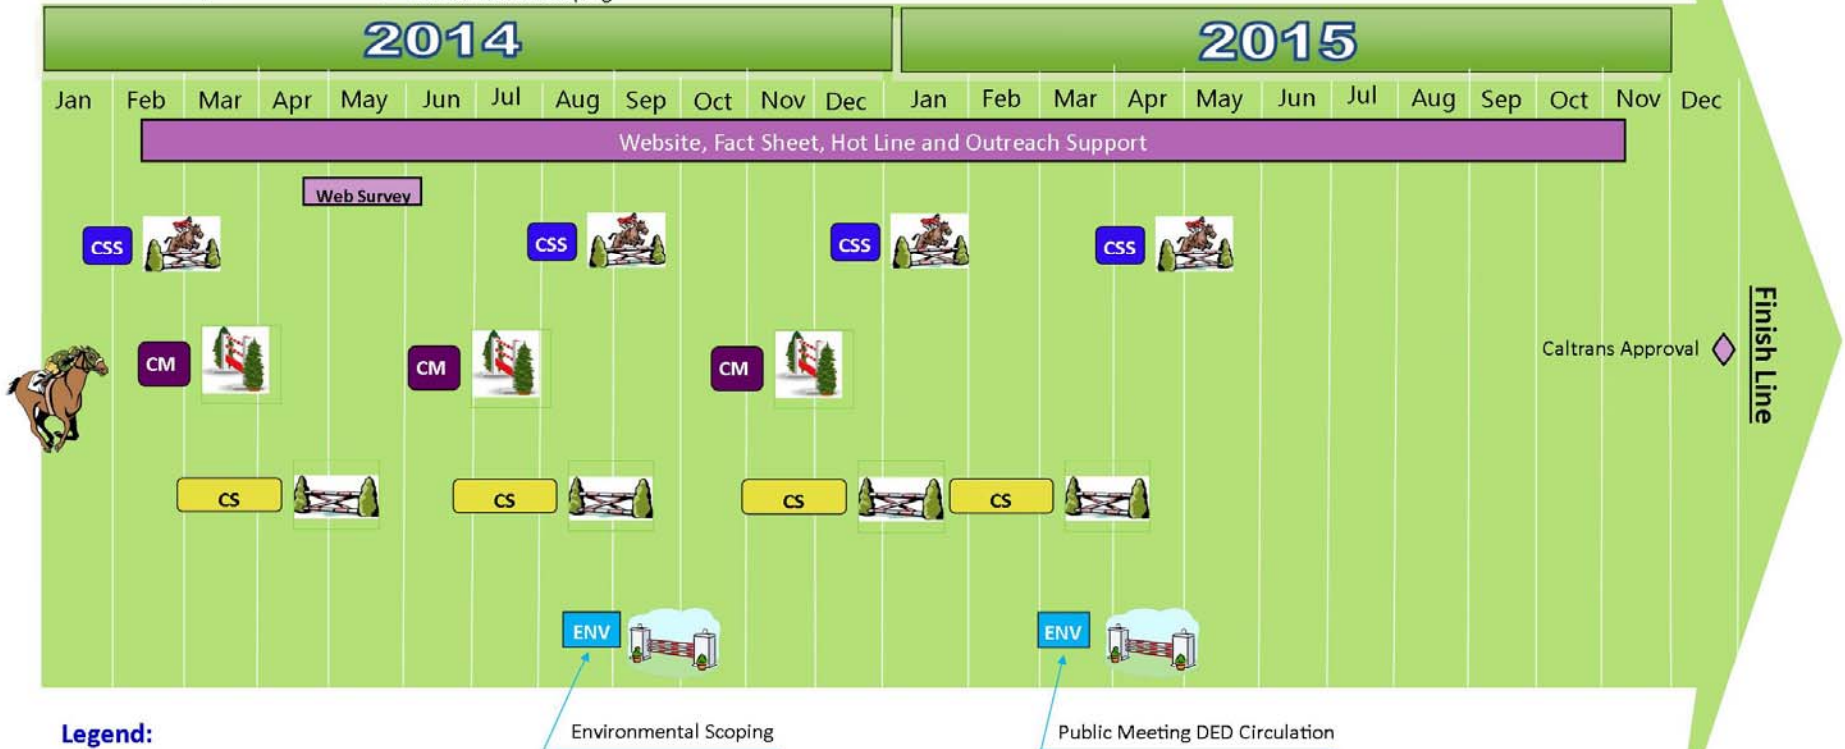 2014 2015
Jan Feb Mar Apr May Jun Jul Aug Sep Oct Nov Dec Jan Feb Mar Apr May Jun Jul Aug Sep Oct Nov Dec
Website, Fact Sheet, Hot Line and Outreach Support
Web Survey
CSS CSS CSS CSS
CM CM CM
Caltrans Approval
Finish Line
CS CS CS CS
ENV ENV
Legend:
Environmental Scoping
Public Meeting DED Circulation